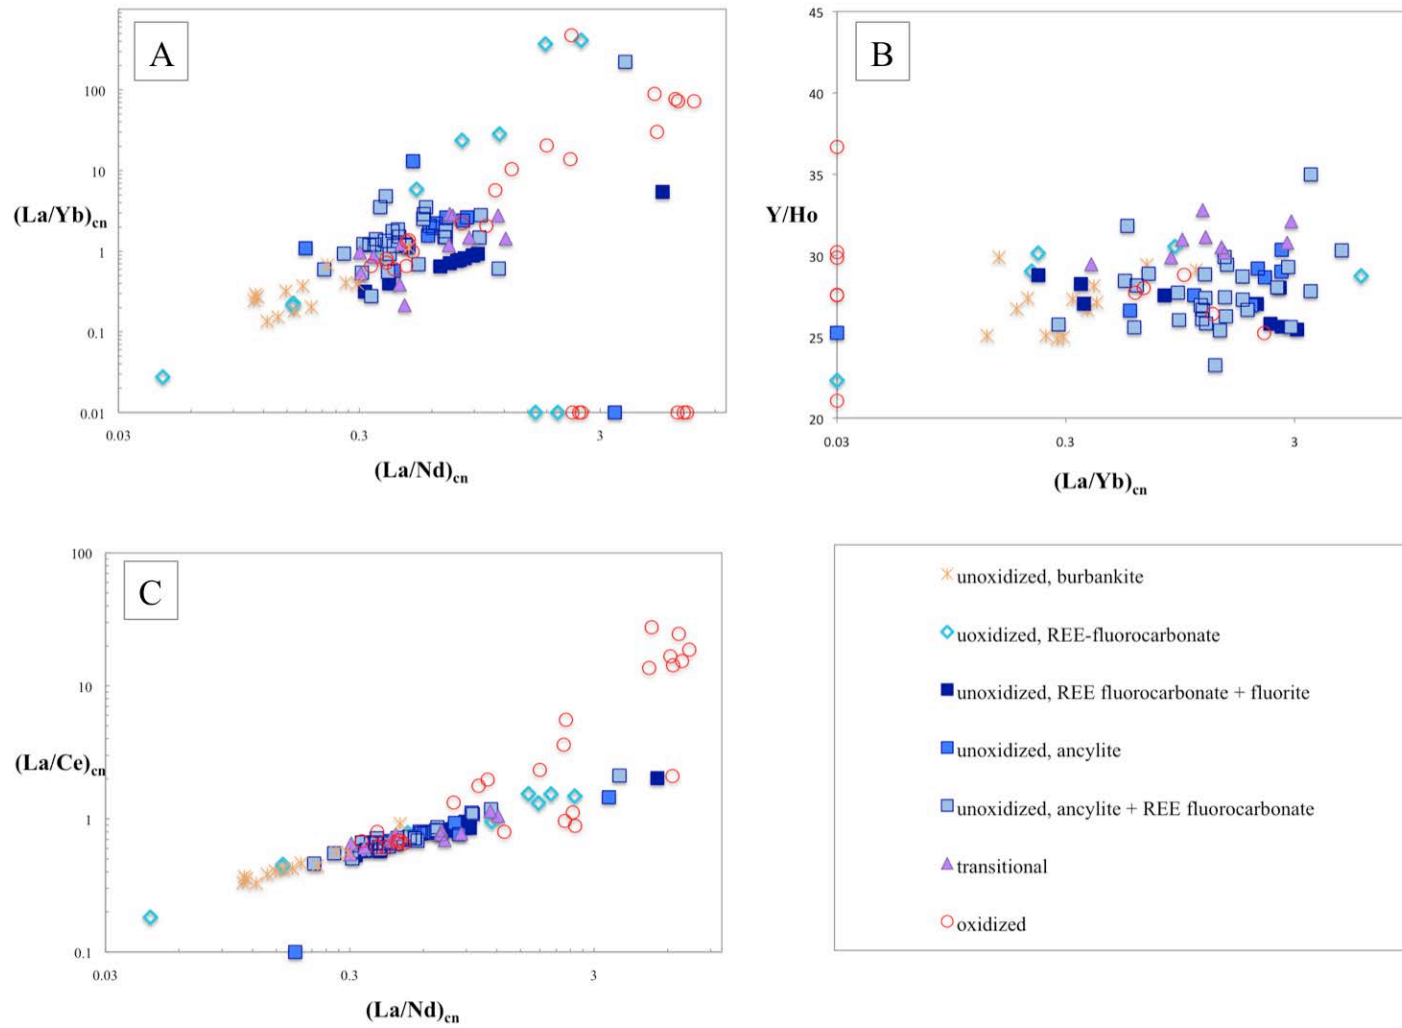 A
100
10
(La/Yb)cn
1
0.1
0.01
0.03
0.3
3
(La/Nd)cn
B
45
40
35
Y/Ho
30
25
20
0.03
0.3
3
(La/Yb)cn
C
100
10
(La/Ce)cn
1
0.1
0.03
0.3
3
(La/Nd)cn
unoxidized, burbankite
uoxidized, REE-fluorocarbonate
unoxidized, REE fluorocarbonate + fluorite
unoxidized, ancylite
unoxidized, ancylite + REE fluorocarbonate
transitional
oxidized